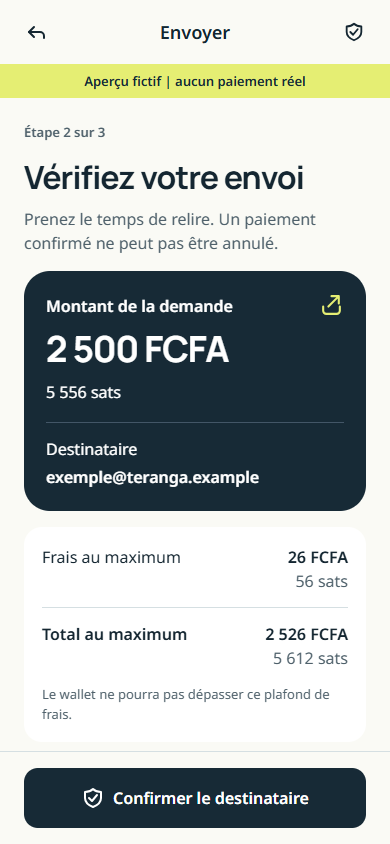 Envoyer
Aperçu fictif | aucun paiement réel
Étape 2 sur 3
Vérifiez votre envoi
Prenez le temps de relire. Un paiement
confirmé ne peut pas être annulé.
Montant de la demande
2 500 FCFA
5 556 sats
Destinataire
exemple@teranga.example
Frais au maximum
26 FCFA
56 sats
Total au maximum
2 526 FCFA
5 612 sats
Le wallet ne pourra pas dépasser ce plafond de
frais.
Confirmer le destinataire